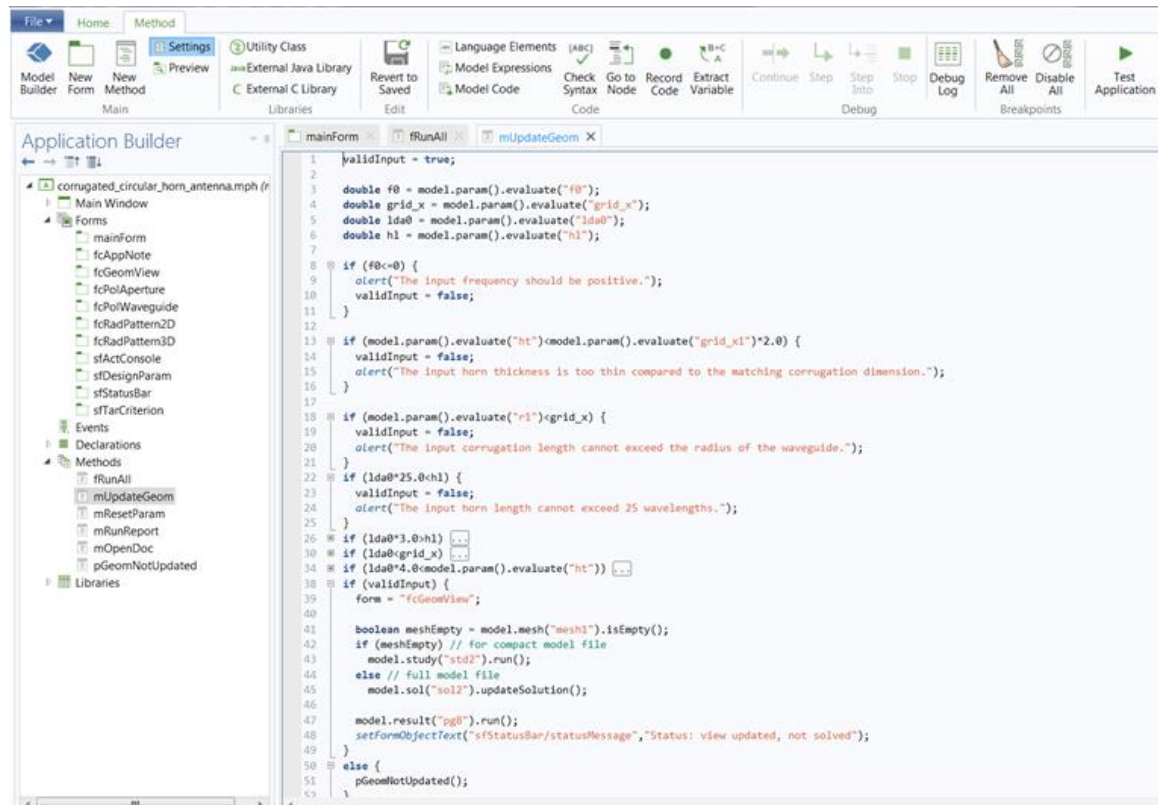 File Home Method
Model Builder
New Form
New Method
Settings
Preview
Main
Utility Class
External Java Library
External C Library
Libraries
Revert to Saved
Edit
Language Elements
Model Expressions
Model Code
Check Syntax
Go to Node
Record Code
Extract Variable
Code
Continue
Step
Step Into
Stop
Debug Log
Debug
Remove All
Disable All
Breakpoints
Test Application
Application Builder
corrugated_circular_horn_antenna.mph
Main Window
Forms
mainForm
fcAppNote
fcGeomView
fcPolAperture
fcPolWaveguide
fcRadPattern2D
fcRadPattern3D
sfActConsole
sfDesignParam
sfStatusBar
sfTarCriterion
Events
Declarations
Methods
fRunAll
mUpdateGeom
mResetParam
mRunReport
mOpenDoc
pGeomNotUpdated
Libraries
mainForm × fRunAll × mUpdateGeom ×
1 validInput = true;
2
3 double f0 = model.param().evaluate("f0");
4 double grid_x = model.param().evaluate("grid_x");
5 double lda0 = model.param().evaluate("lda0");
6 double hl = model.param().evaluate("hl");
7
8 if (f0<=0) {
9 alert("The input frequency should be positive.");
10 validInput = false;
11 }
12
13 if (model.param().evaluate("ht")<model.param().evaluate("grid_x1")*2.0) {
14 validInput = false;
15 alert("The input horn thickness is too thin compared to the matching corrugation dimension.");
16 }
17
18 if (model.param().evaluate("r1")<grid_x) {
19 validInput = false;
20 alert("The input corrugation length cannot exceed the radius of the waveguide.");
21 }
22 if (lda0*25.0<hl) {
23 validInput = false;
24 alert("The input horn length cannot exceed 25 wavelengths.");
25 }
26 if (lda0*3.0>hl) ...
30 if (lda0<grid_x) ...
34 if (lda0*4.0<model.param().evaluate("ht")) ...
38 if (validInput) {
39 form = "fcGeomView";
40
41 boolean meshEmpty = model.mesh("mesh1").isEmpty();
42 if (meshEmpty) // for compact model file
43 model.study("std2").run();
44 else // full model file
45 model.sol("sol2").updateSolution();
46
47 model.result("pg8").run();
48 setFormObjectText("sfStatusBar/statusMessage","Status: view updated, not solved");
49 }
50 else {
51 pGeomNotUpdated();
52 }